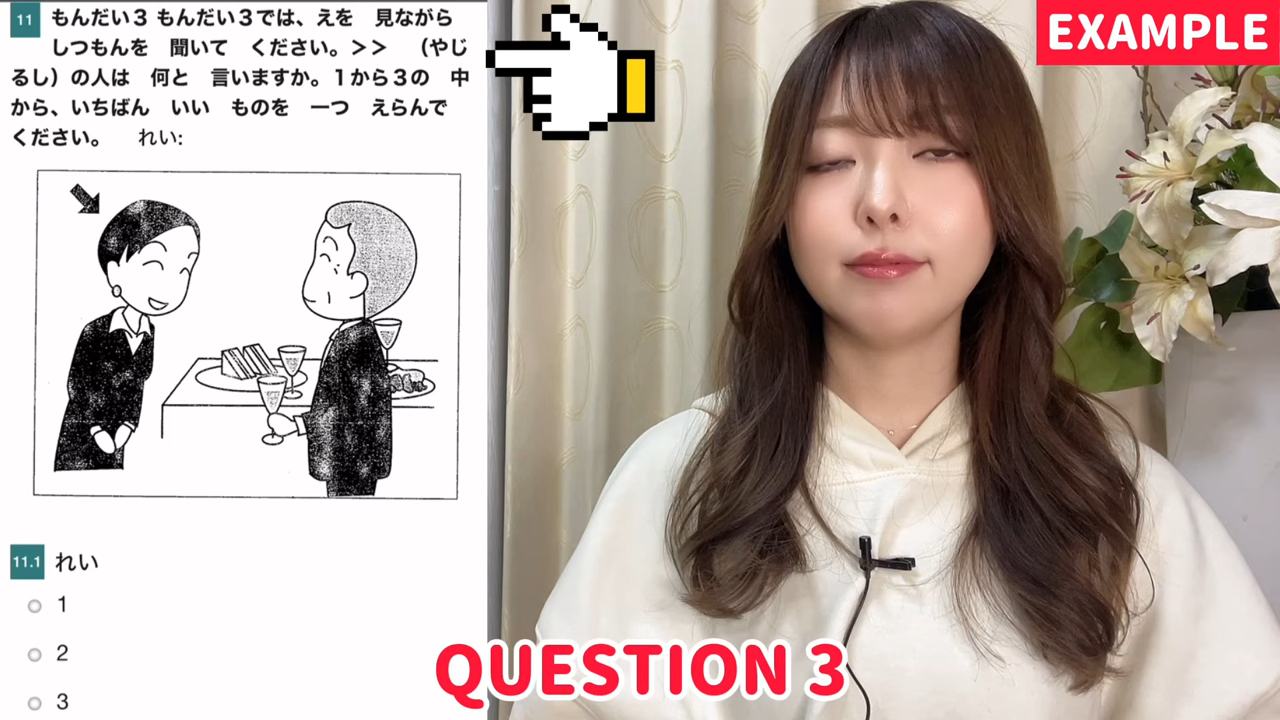 11
もんだい３ もんだい３では、えを　見ながら
しつもんを　聞いて　ください。＞＞　（やじ
るし）の人は　何と　言いますか。１から３の　中
から、いちばん　いい　ものを　一つ　えらんで
ください。　れい:
11.1 れい
1
2
3
EXAMPLE
QUESTION 3